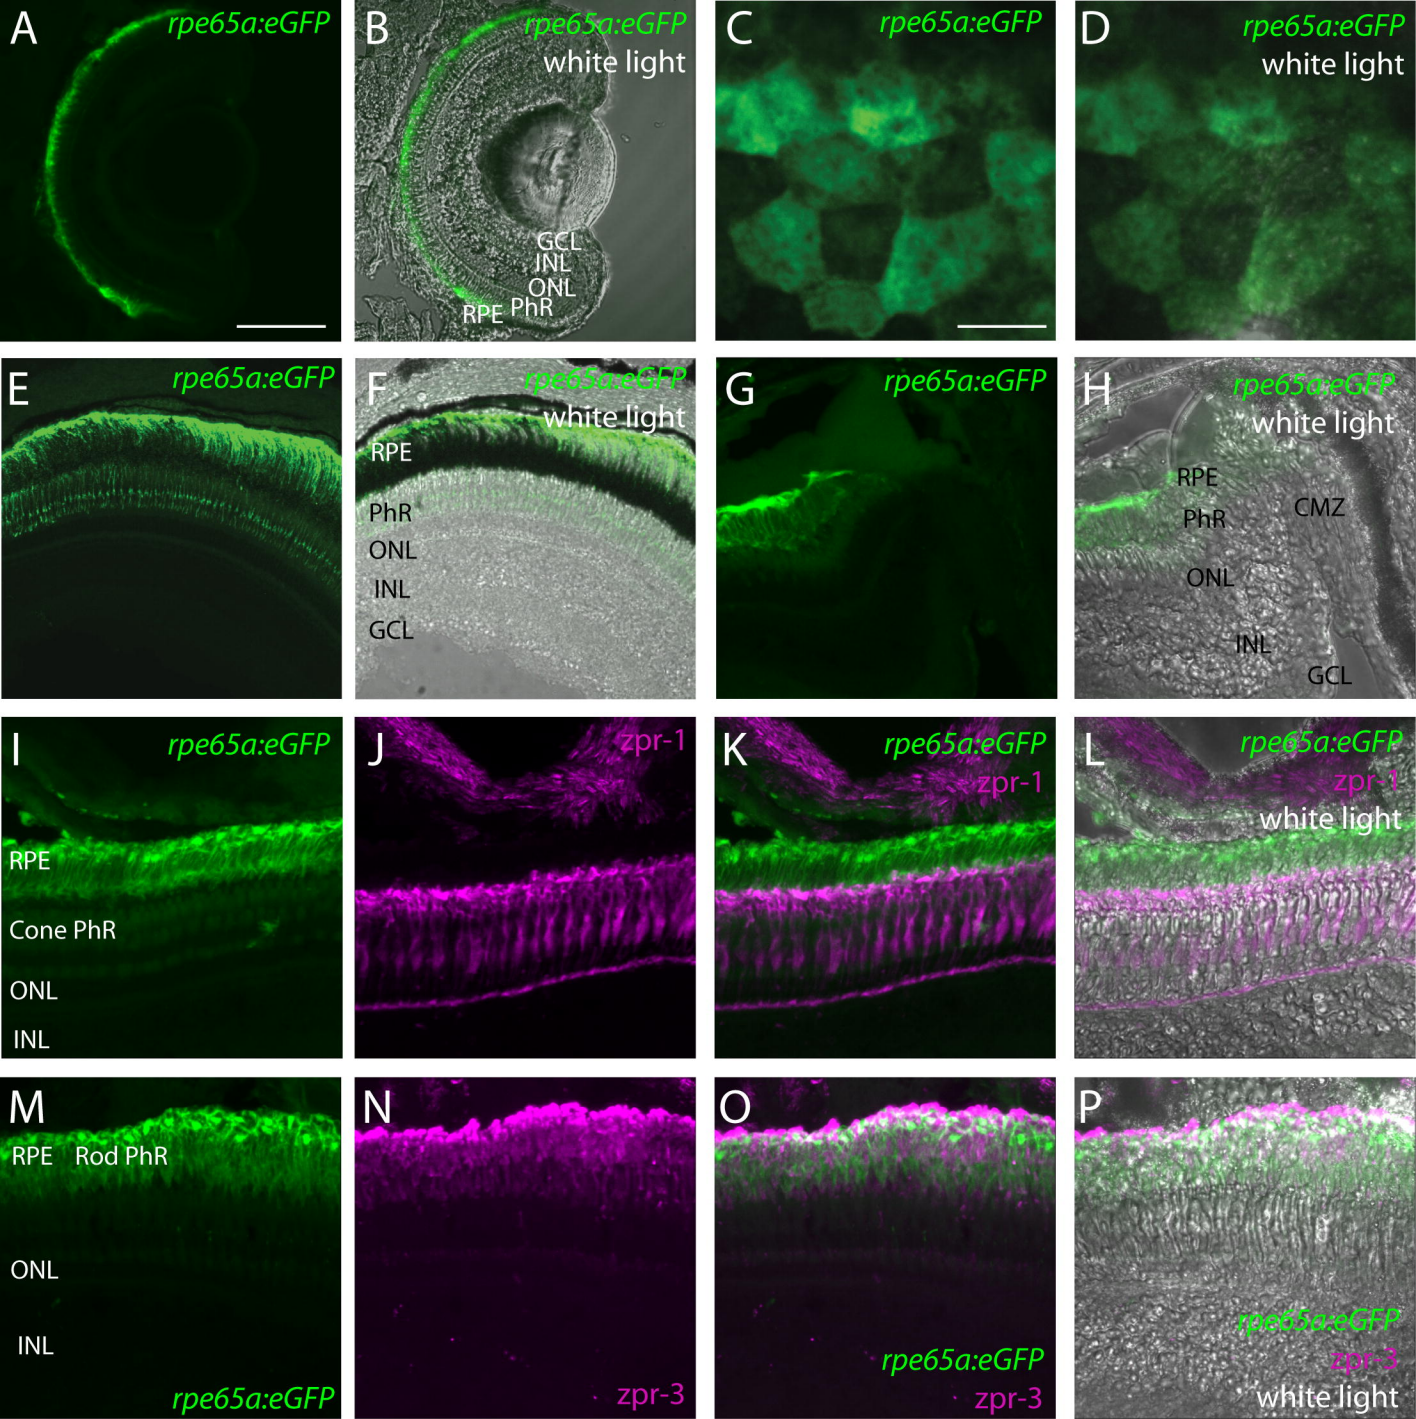 A
rpe65a:eGFP
B
rpe65a:eGFP
white light
GCL
INL
ONL
PhR
RPE
C
rpe65a:eGFP
D
rpe65a:eGFP
white light
E
rpe65a:eGFP
F
rpe65a:eGFP
white light
RPE
PhR
ONL
INL
GCL
G
rpe65a:eGFP
H
rpe65a:eGFP
white light
RPE
CMZ
PhR
ONL
INL
GCL
I
rpe65a:eGFP
RPE
Cone PhR
ONL
INL
J
zpr-1
K
rpe65a:eGFP
zpr-1
L
rpe65a:eGFP
zpr-1
white light
M
RPE Rod PhR
ONL
INL
rpe65a:eGFP
N
zpr-3
O
rpe65a:eGFP
zpr-3
P
rpe65a:eGFP
zpr-3
white light